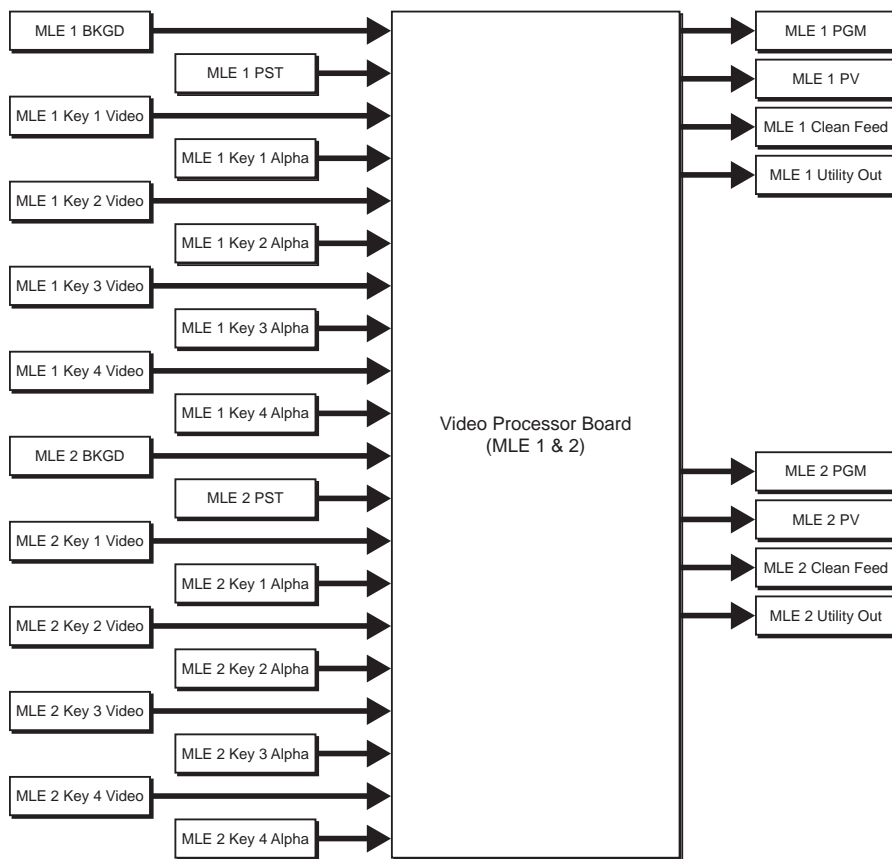 MLE 1 BKGD
MLE 1 PST
MLE 1 Key 1 Video
MLE 1 Key 1 Alpha
MLE 1 Key 2 Video
MLE 1 Key 2 Alpha
MLE 1 Key 3 Video
MLE 1 Key 3 Alpha
MLE 1 Key 4 Video
MLE 1 Key 4 Alpha
MLE 2 BKGD
MLE 2 PST
MLE 2 Key 1 Video
MLE 2 Key 1 Alpha
MLE 2 Key 2 Video
MLE 2 Key 2 Alpha
MLE 2 Key 3 Video
MLE 2 Key 3 Alpha
MLE 2 Key 4 Video
MLE 2 Key 4 Alpha
Video Processor Board
(MLE 1 & 2)
MLE 1 PGM
MLE 1 PV
MLE 1 Clean Feed
MLE 1 Utility Out
MLE 2 PGM
MLE 2 PV
MLE 2 Clean Feed
MLE 2 Utility Out